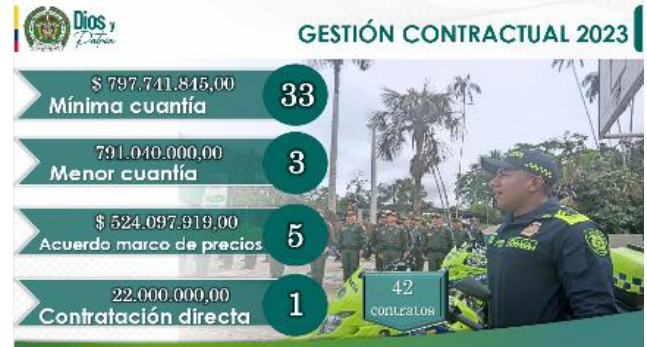 Dios y
Patria
GESTIÓN CONTRACTUAL 2023
$ 797.741.845,00
Mínima cuantía
33
791.040.000,00
Menor cuantía
3
$ 524.097.919,00
Acuerdo marco de precios
5
22.000.000,00
Contratación directa
1
42
contratos